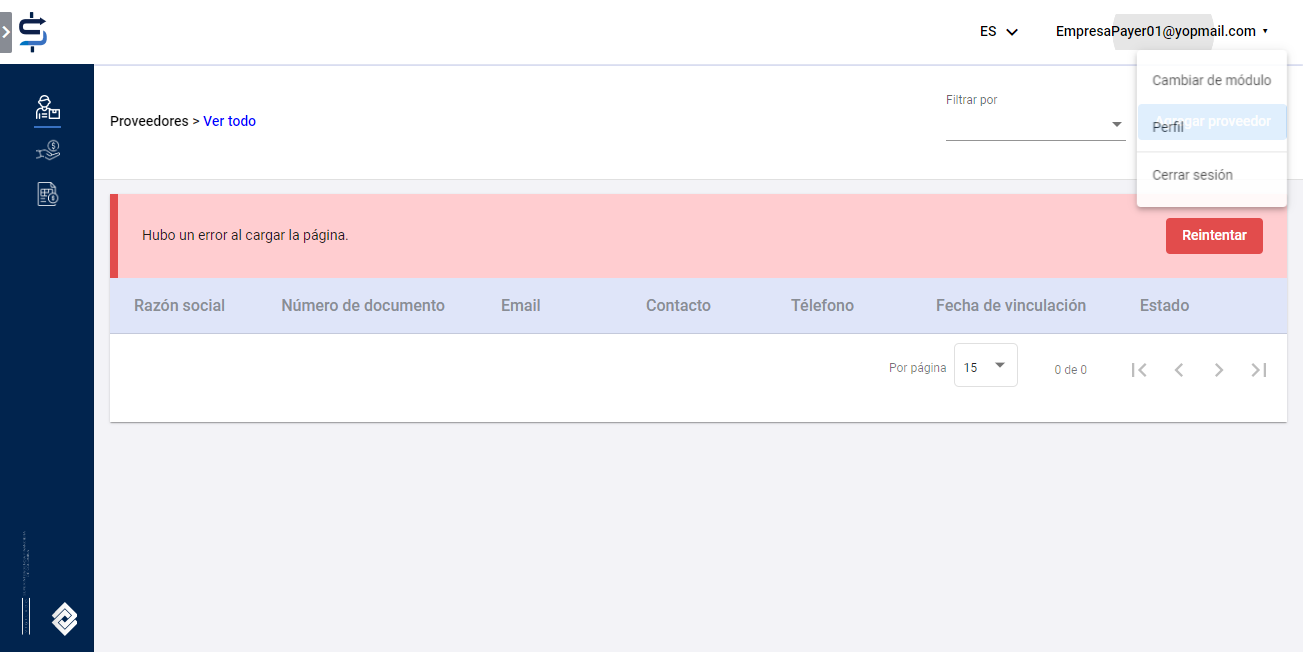 ES
EmpresaPayer01@yopmail.com
Cambiar de módulo
Perfil
Agregar proveedor
Cerrar sesión
Proveedores > Ver todo
Filtrar por
Hubo un error al cargar la página.
Reintentar
Razón social Número de documento Email Contacto Télefono Fecha de vinculación Estado
Por página 15 0 de 0